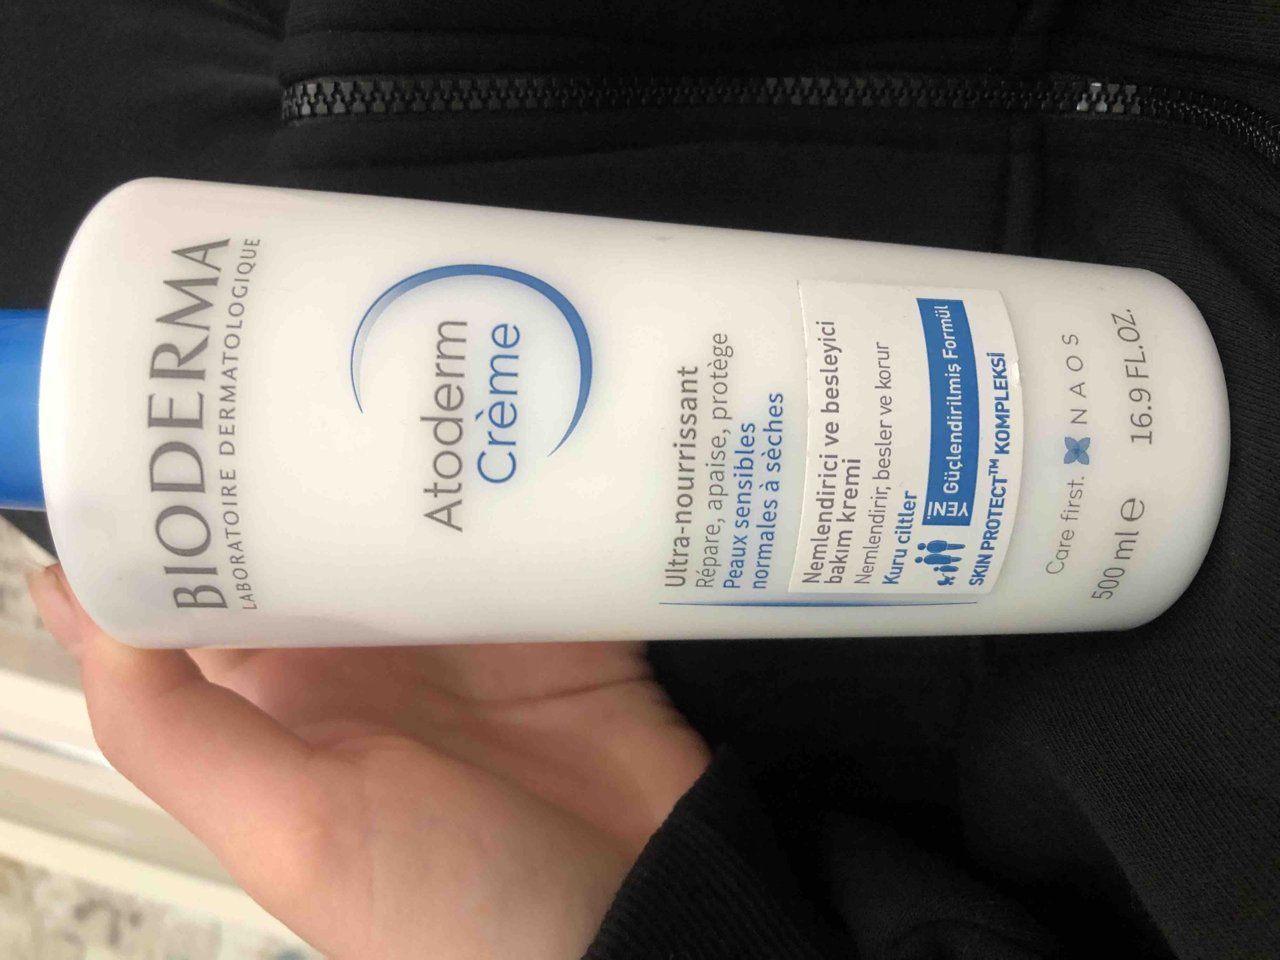 BIODERMA
LABORATOIRE DERMATOLOGIQUE
Atoderm
Crème
Ultra-nourrissant
Répare, apaise, protège
Peaux sensibles
normales à sèches
Nemlendirici ve besleyici
bakım kremi
Nemlendirir, besler ve korur
Kuru ciltler
YENİ Güçlendirilmiş Formül
SKIN PROTECT™ KOMPLEKSİ
Care first. NAOS
500 ml e 16.9 FL.OZ.